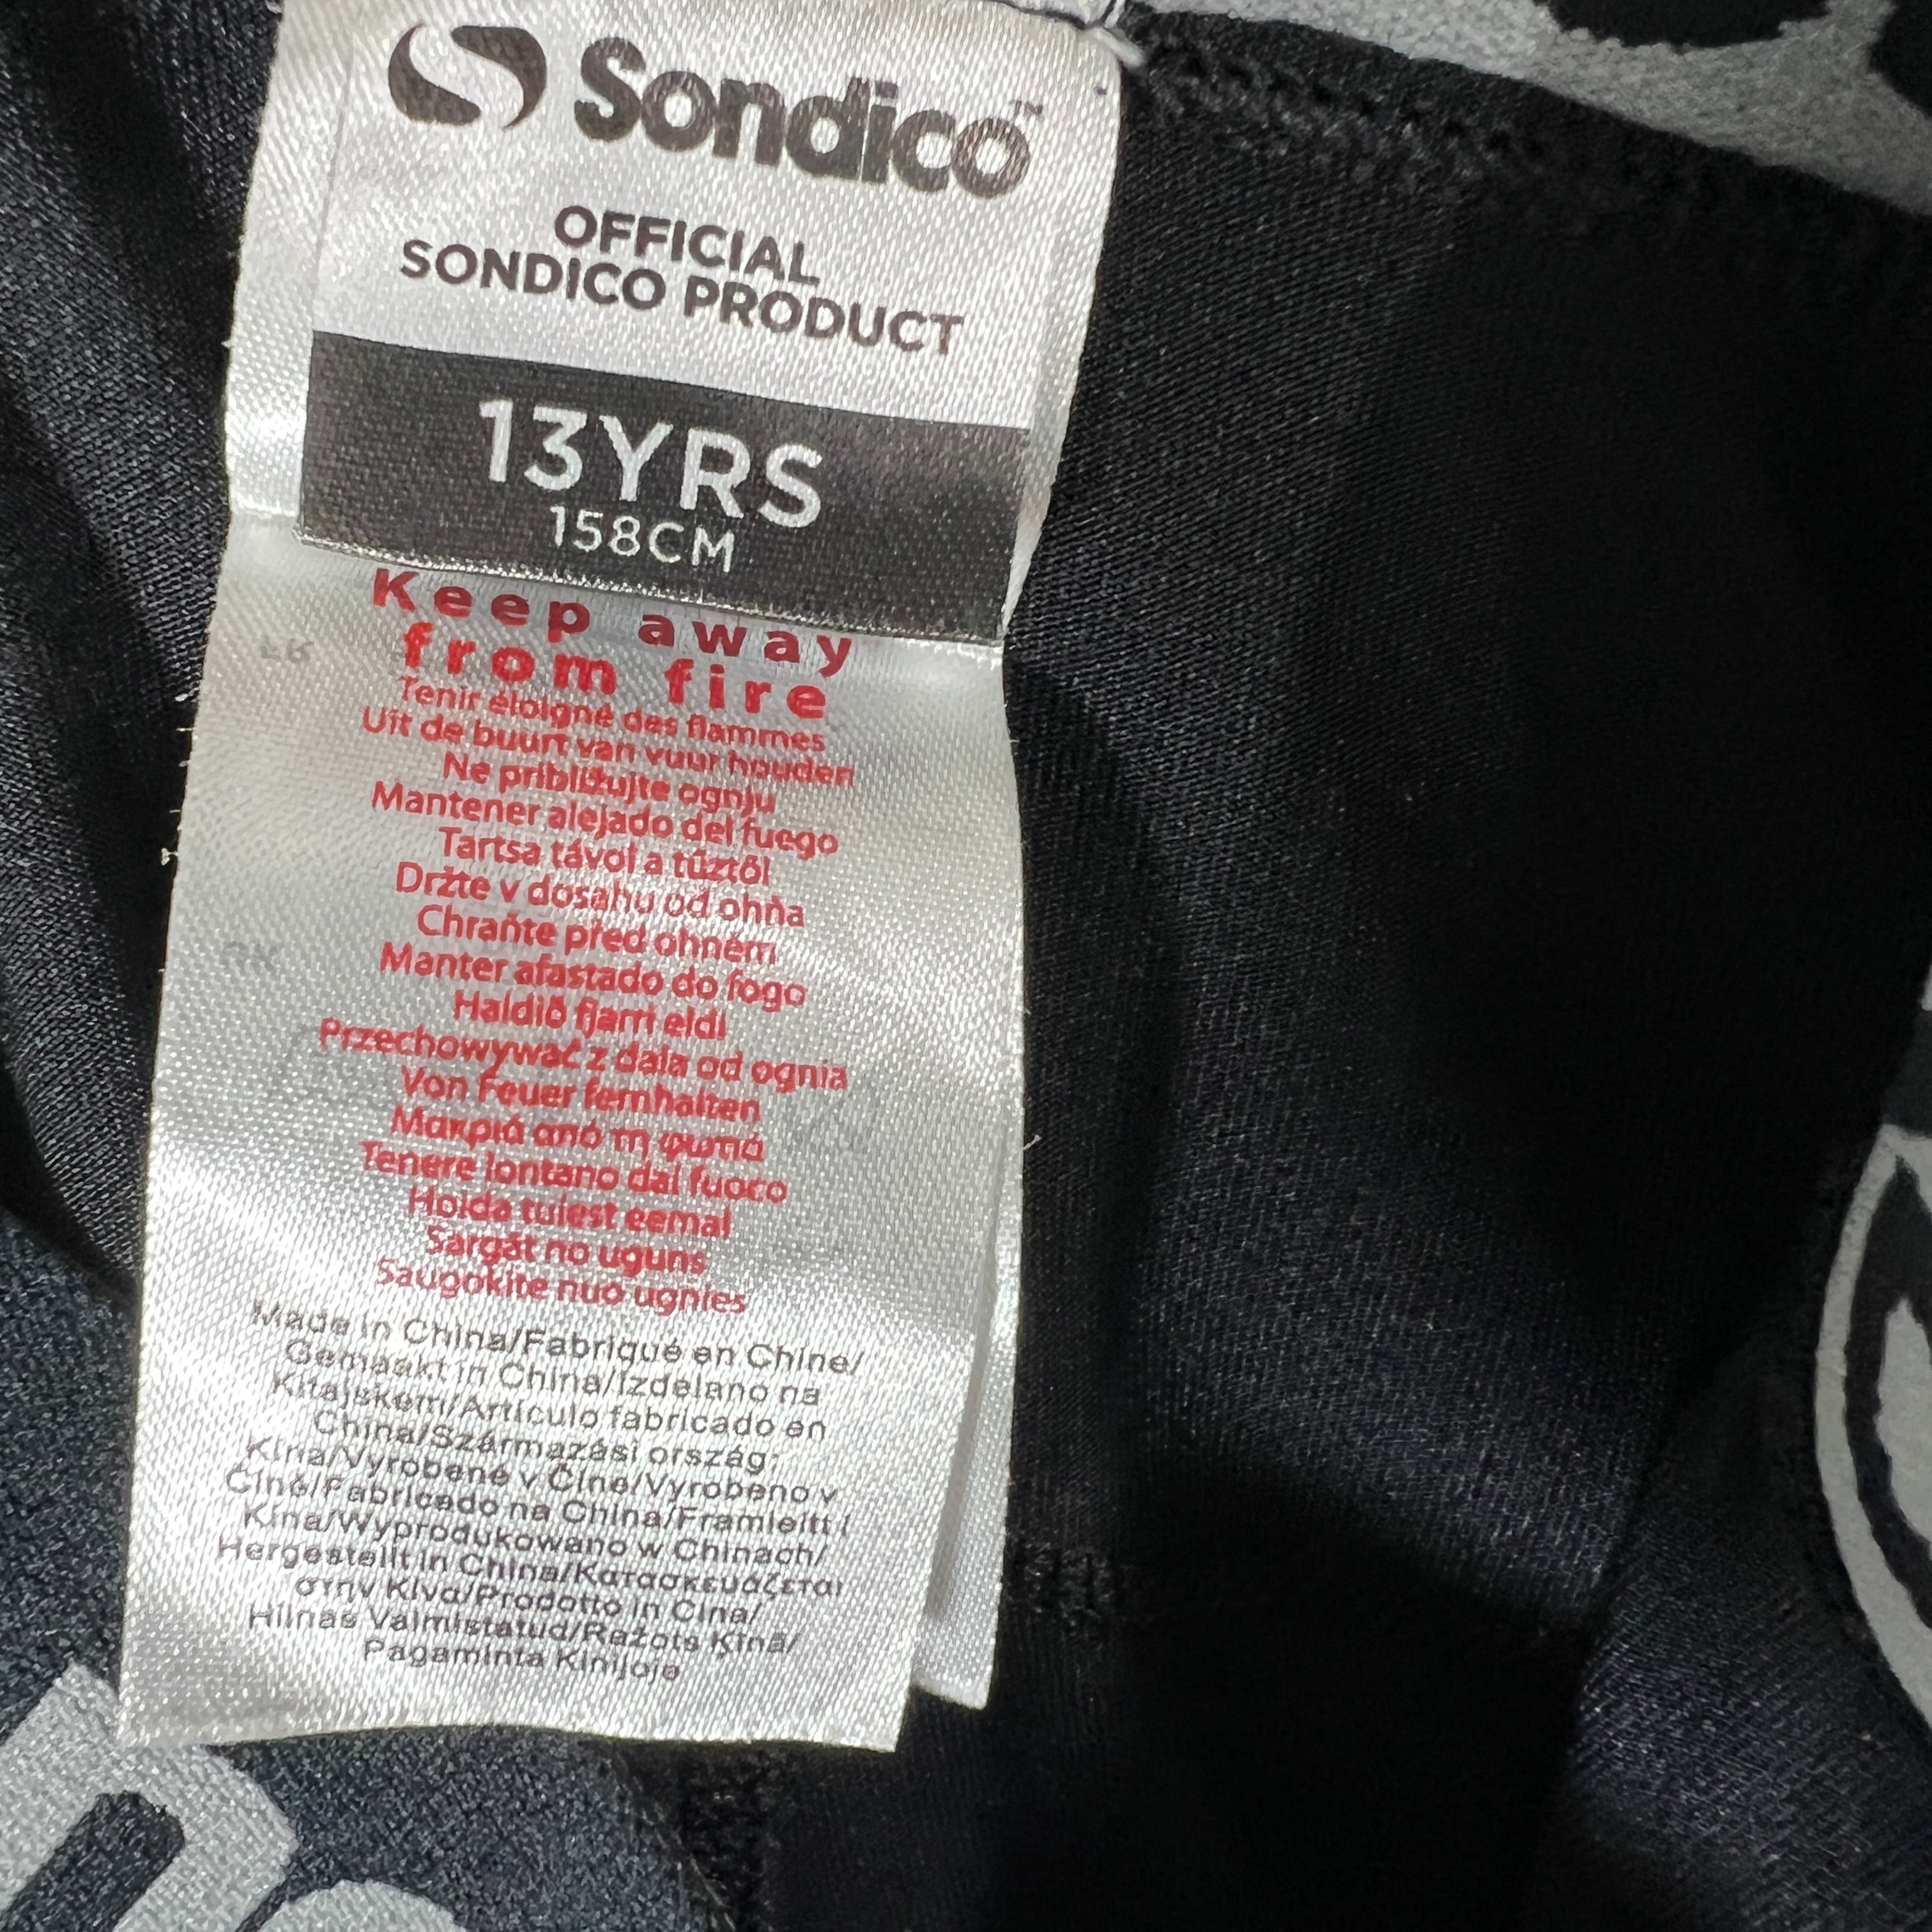 Sondico™
OFFICIAL
SONDICO PRODUCT
13YRS
158CM
Keep away
from fire
Tenir éloigné des flammes
Uit de buurt van vuur houden
Ne približujte ognju
Mantener alejado del fuego
Tartsa távol a tűztől
Držte v dosahu od ohňa
Chraňte před ohněm
Manter afastado do fogo
Haldið fjarri eldi
Przechowywać z dala od ognia
Von Feuer fernhalten
Μακριά από τη φωτιά
Tenere lontano dal fuoco
Hoida tulest eemal
Sargāt no uguns
Saugokite nuo ugnies
Made in China/Fabriqué en Chine/
Gemaakt in China/Izdelano na
Kitajskem/Artículo fabricado en
China/Származási ország:
Kína/Vyrobené v Číne/Vyrobeno v
Číně/Fabricado na China/Framleitt í
Kína/Wyprodukowano w Chinach/
Hergestellt in China/Κατασκευάζεται
στην Κίνα/Prodotto in Cina/
Hiinas Valmistatud/Ražots Ķīnā/
Pagaminta Kinijoje